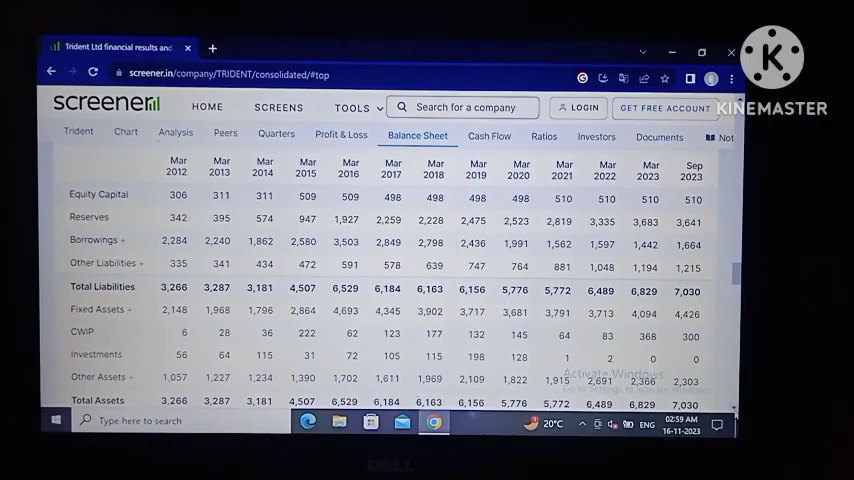 Trident Ltd financial results and
screener.in/company/TRIDENT/consolidated/#top
K
KINEMASTER
screener HOME SCREENS TOOLS Search for a company LOGIN GET FREE ACCOUNT
Trident Chart Analysis Peers Quarters Profit & Loss Balance Sheet Cash Flow Ratios Investors Documents Not
Mar 2012 Mar 2013 Mar 2014 Mar 2015 Mar 2016 Mar 2017 Mar 2018 Mar 2019 Mar 2020 Mar 2021 Mar 2022 Mar 2023 Sep 2023
Equity Capital 306 311 311 509 509 498 498 498 498 510 510 510 510
Reserves 342 395 574 947 1,927 2,259 2,228 2,475 2,523 2,819 3,335 3,683 3,641
Borrowings + 2,284 2,240 1,862 2,580 3,503 2,849 2,798 2,436 1,991 1,562 1,597 1,442 1,664
Other Liabilities + 335 341 434 472 591 578 639 747 764 881 1,048 1,194 1,215
Total Liabilities 3,266 3,287 3,181 4,507 6,529 6,184 6,163 6,156 5,776 5,772 6,489 6,829 7,030
Fixed Assets + 2,148 1,968 1,796 2,864 4,693 4,345 3,902 3,717 3,681 3,791 3,713 4,094 4,426
CWIP 6 28 36 222 62 123 177 132 145 64 83 368 300
Investments 56 64 115 31 72 105 115 198 128 1 2 0 0
Other Assets + 1,057 1,227 1,234 1,390 1,702 1,611 1,969 2,109 1,822 1,915 2,691 2,366 2,303
Total Assets 3,266 3,287 3,181 4,507 6,529 6,184 6,163 6,156 5,776 5,772 6,489 6,829 7,030
Activate Windows
Go to Settings to activate Windows.
Type here to search 20°C ENG 02:59 AM
16-11-2023
DELL